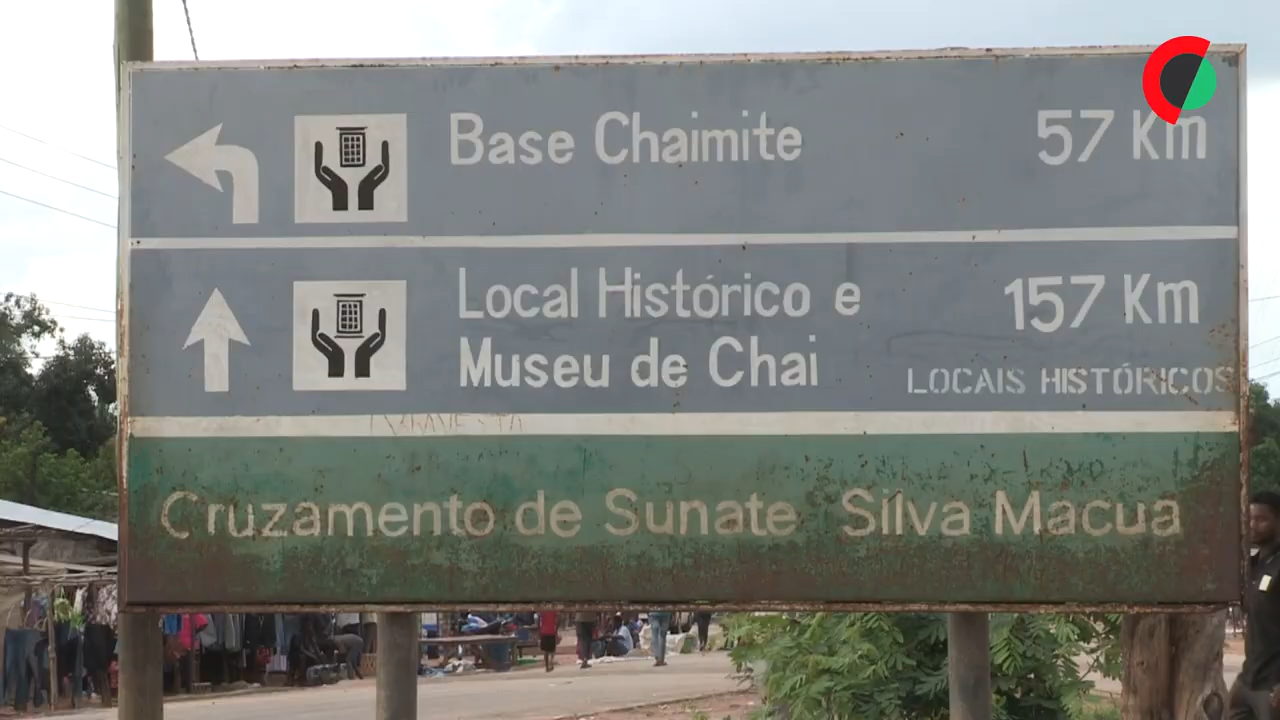 Base Chaimite 57 Km
Local Histórico e 157 Km
Museu de Chai
LOCAIS HISTÓRICOS
Cruzamento de Sunate Silva Macua